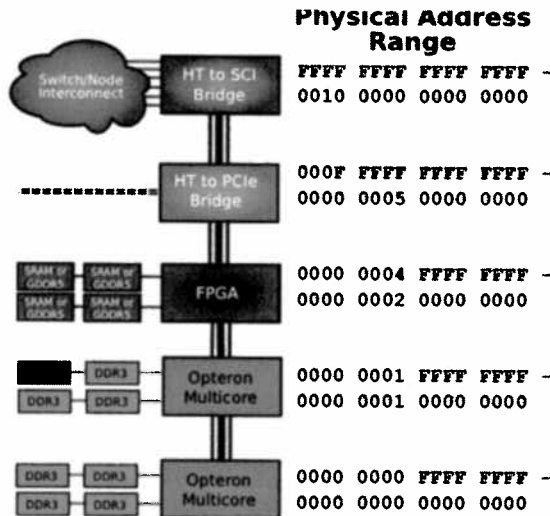 Physical Address
Range
Switch/Node
Interconnect
HT to SCI
Bridge
FFFF FFFF FFFF FFFF -
0010 0000 0000 0000
HT to PCIe
Bridge
000F FFFF FFFF FFFF -
0000 0005 0000 0000
SRAM or
GDDR5
SRAM or
GDDR5
SRAM or
GDDR5
SRAM or
GDDR5
FPGA
0000 0004 FFFF FFFF -
0000 0002 0000 0000
DDR3
DDR3
DDR3
Opteron
Multicore
0000 0001 FFFF FFFF -
0000 0001 0000 0000
DDR3
DDR3
DDR3
DDR3
Opteron
Multicore
0000 0000 FFFF FFFF -
0000 0000 0000 0000